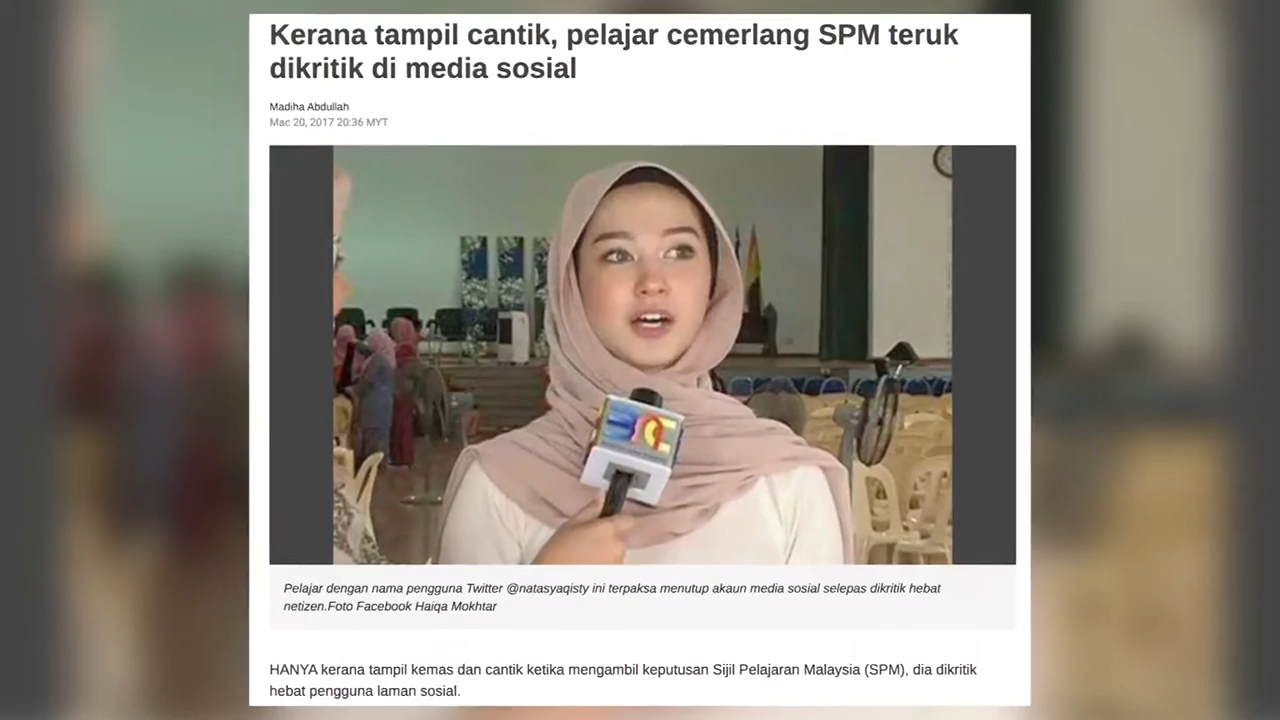 Kerana tampil cantik, pelajar cemerlang SPM teruk
dikritik di media sosial
Madiha Abdullah
Mac 20, 2017 20:36 MYT
Pelajar dengan nama pengguna Twitter @natasyaqisty ini terpaksa menutup akaun media sosial selepas dikritik hebat
netizen.Foto Facebook Haiqa Mokhtar
HANYA kerana tampil kemas dan cantik ketika mengambil keputusan Sijil Pelajaran Malaysia (SPM), dia dikritik
hebat pengguna laman sosial.